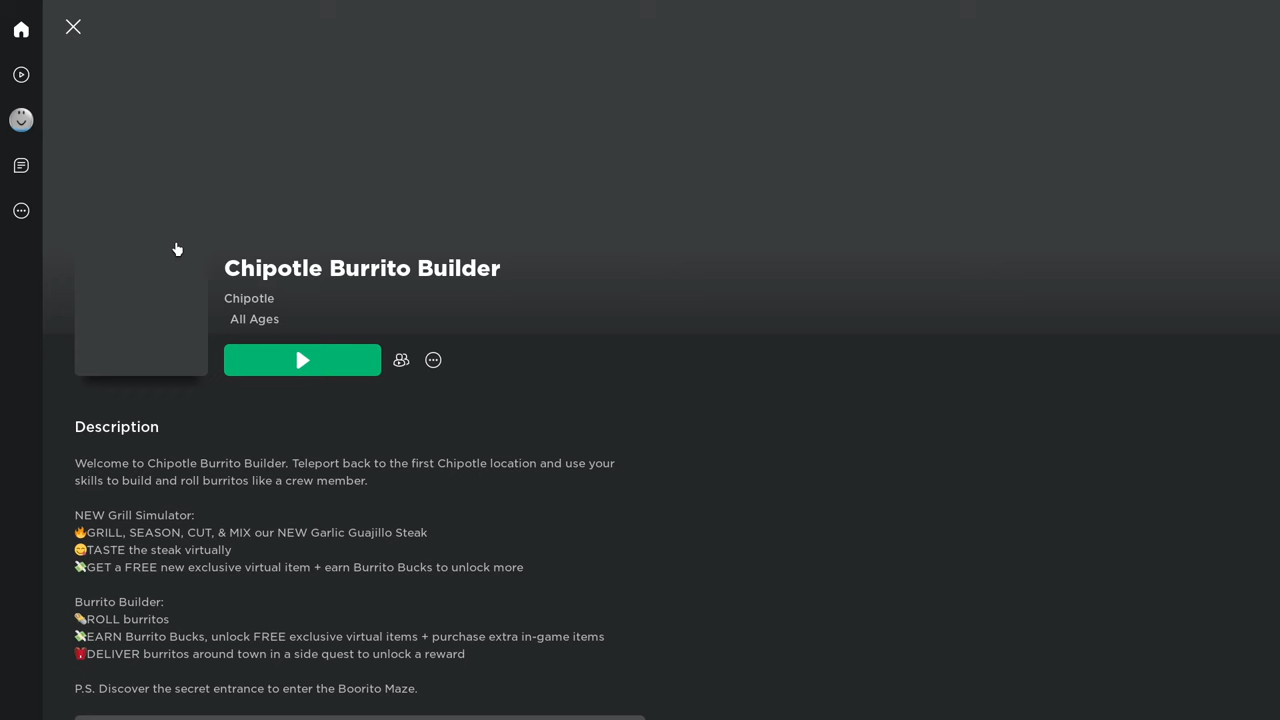 Chipotle Burrito Builder
Chipotle
All Ages
Description
Welcome to Chipotle Burrito Builder. Teleport back to the first Chipotle location and use your
skills to build and roll burritos like a crew member.
NEW Grill Simulator:
🔥GRILL, SEASON, CUT, & MIX our NEW Garlic Guajillo Steak
😋TASTE the steak virtually
💸GET a FREE new exclusive virtual item + earn Burrito Bucks to unlock more
Burrito Builder:
🌯ROLL burritos
💸EARN Burrito Bucks, unlock FREE exclusive virtual items + purchase extra in-game items
🎁DELIVER burritos around town in a side quest to unlock a reward
P.S. Discover the secret entrance to enter the Boorito Maze.